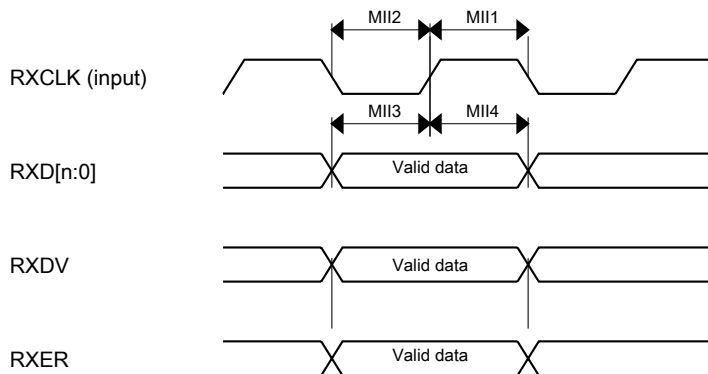 MII2 MII1
RXCLK (input)
MII3 MII4
RXD[n:0] Valid data
RXDV Valid data
RXER Valid data